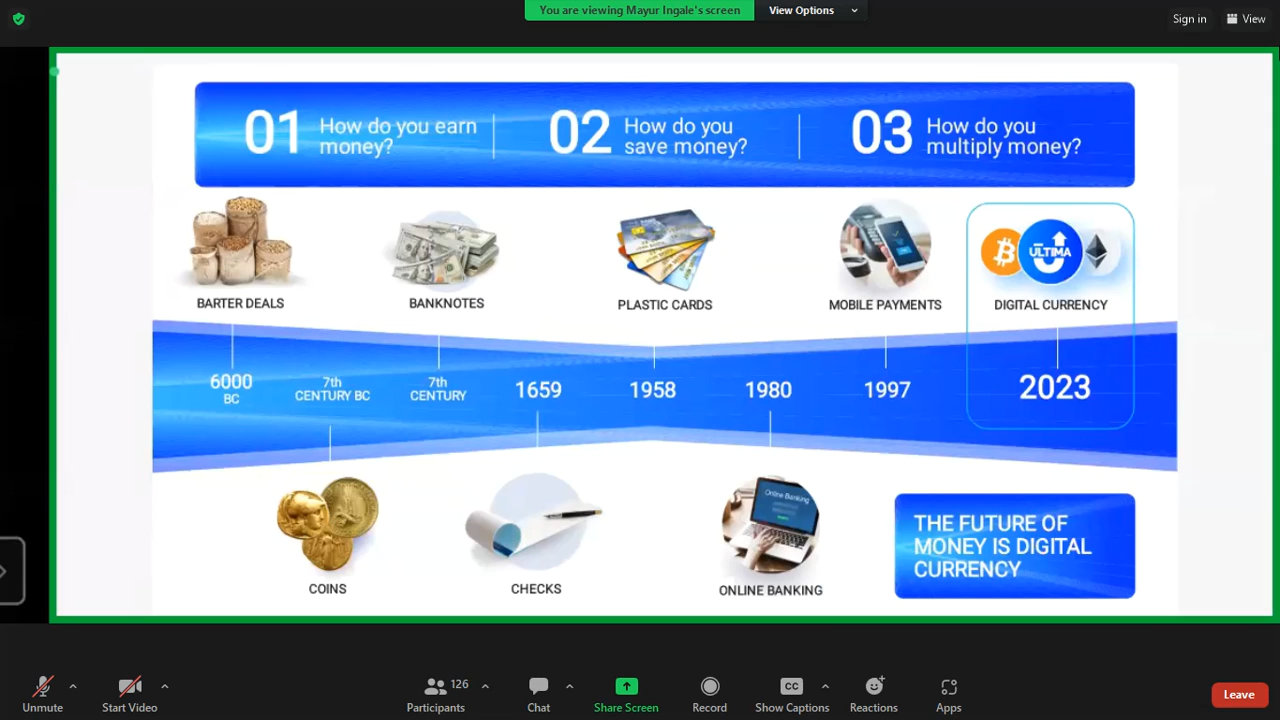 You are viewing Mayur Ingale's screen
View Options
Sign in
View
01
How do you earn
money?
02
How do you
save money?
03
How do you
multiply money?
ULTIMA
BARTER DEALS
BANKNOTES
PLASTIC CARDS
MOBILE PAYMENTS
DIGITAL CURRENCY
6000
BC
7th
CENTURY BC
7th
CENTURY
1659
1958
1980
1997
2023
Online Banking
COINS
CHECKS
ONLINE BANKING
THE FUTURE OF
MONEY IS DIGITAL
CURRENCY
126
CC
Unmute
Start Video
Participants
Chat
Share Screen
Record
Show Captions
Reactions
Apps
Leave